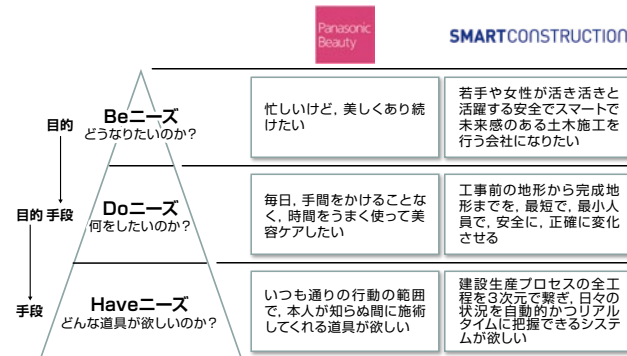 Panasonic
Beauty
SMARTCONSTRUCTION
目的
Beニーズ
どうなりたいのか？
忙しいけど，美しくあり続
けたい
若手や女性が活き活きと
活躍する安全でスマートで
未来感のある土木施工を
行う会社になりたい
目的 手段
Doニーズ
何をしたいのか？
毎日，手間をかけることな
く，時間をうまく使って美
容ケアしたい
工事前の地形から完成地
形までを，最短で，最小人
員で，安全に，正確に変化
させる
手段
Haveニーズ
どんな道具が欲しいのか？
いつも通りの行動の範囲
で，本人が知らぬ間に施術
してくれる道具が欲しい
建設生産プロセスの全工
程を3次元で繋ぎ，日々の
状況を自動的かつリアル
タイムに把握できるシステ
ムが欲しい